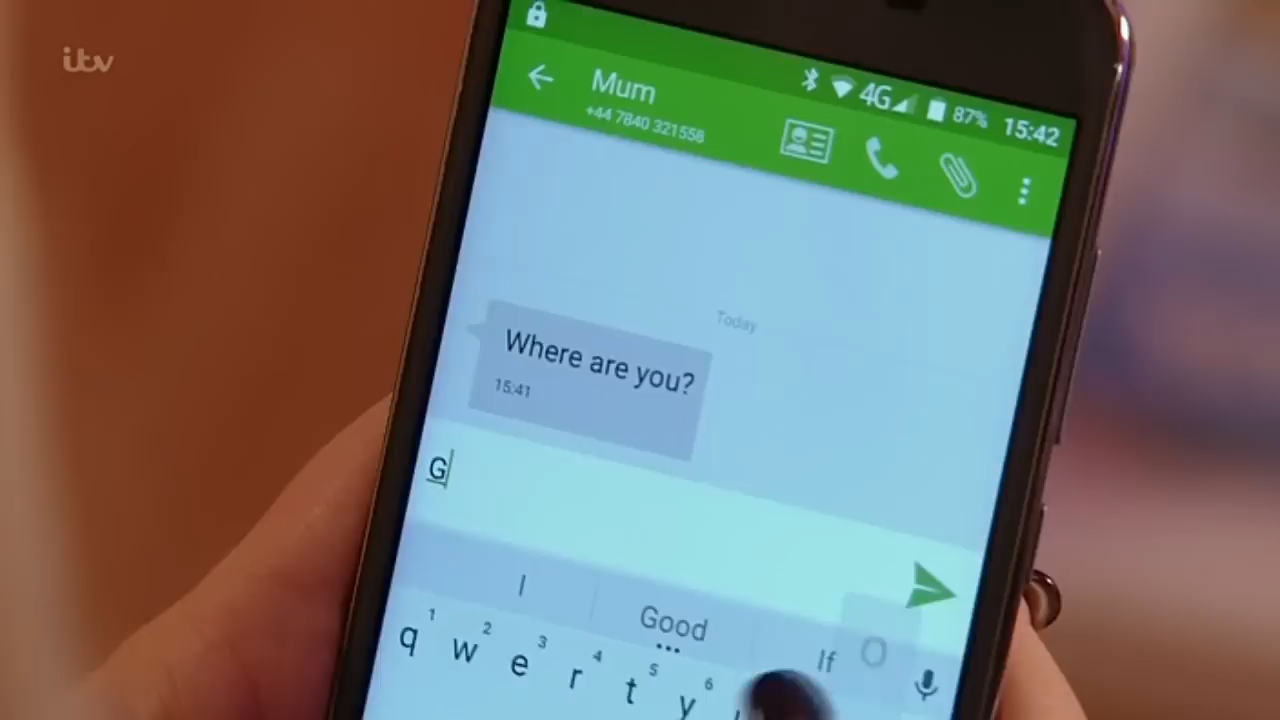 itv
4G 87% 15:42
Mum
+44 7840 321558
Today
Where are you?
15:41
G
I Good If
O
1 2 3 4 5 6
q w e r t y